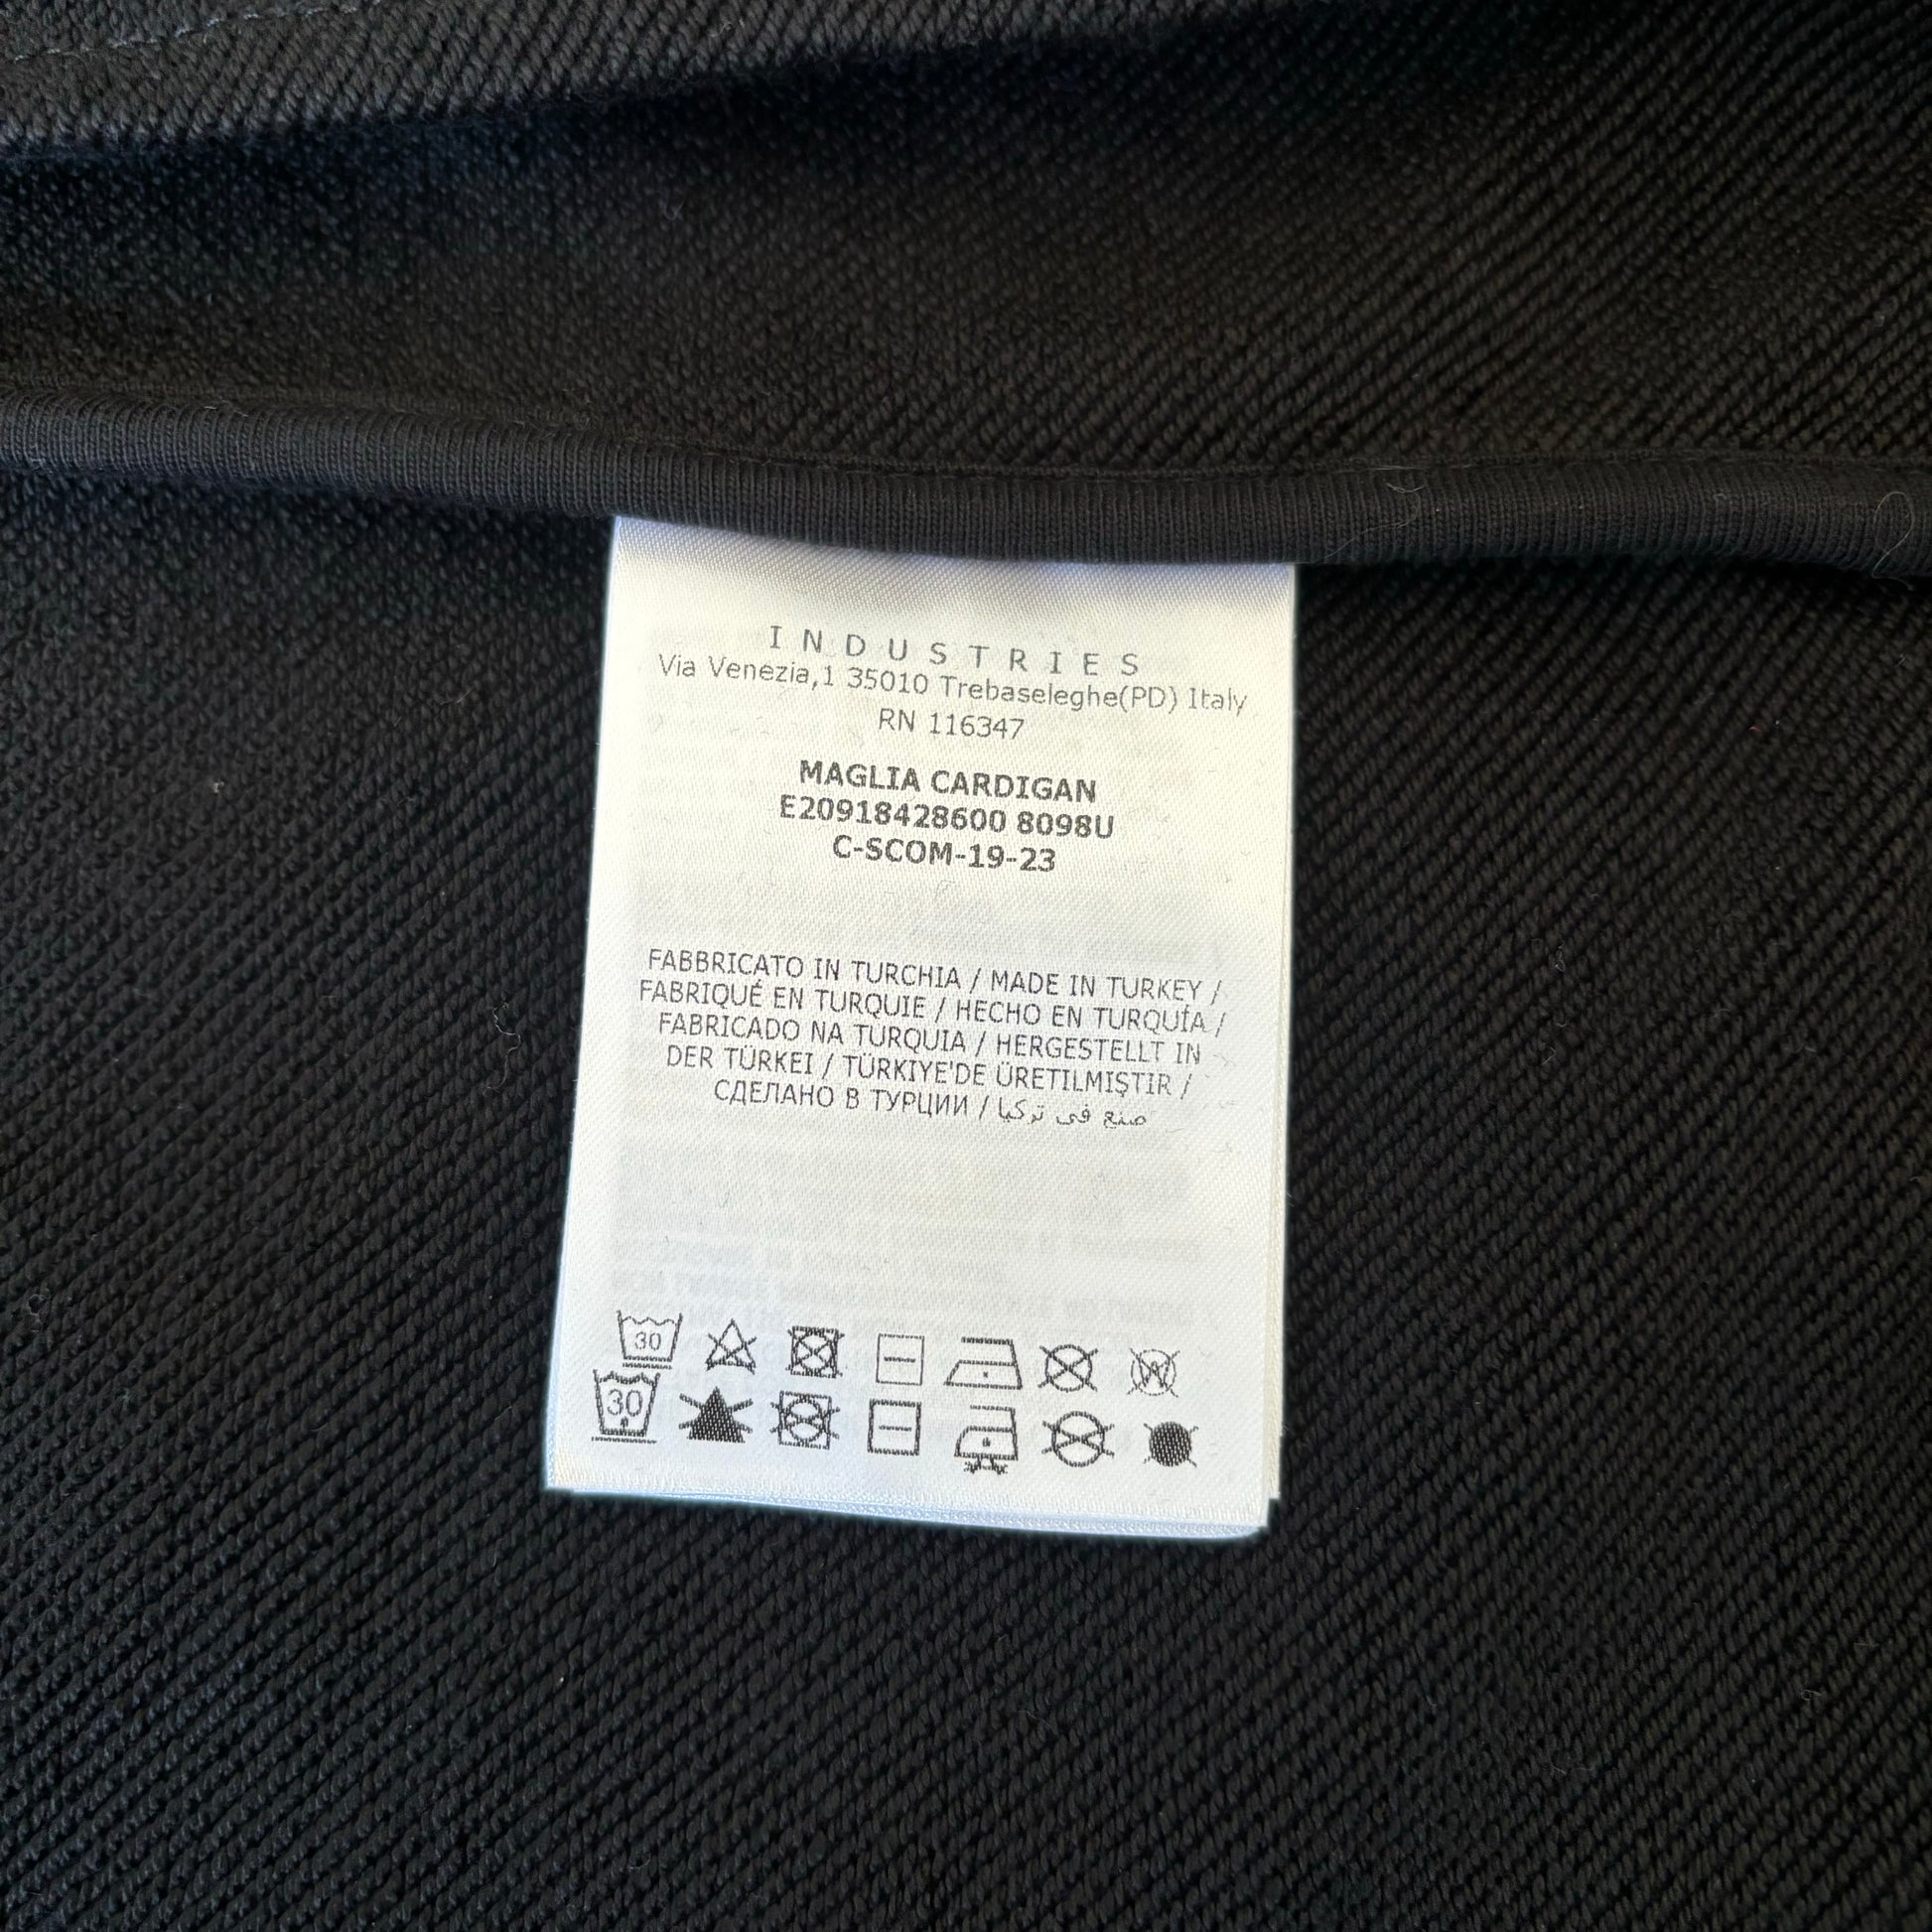 INDUSTRIES
Via Venezia,1 35010 Trebaseleghe(PD) Italy
RN 116347
MAGLIA CARDIGAN
E20918428600 8098U
C-SCOM-19-23
FABBRICATO IN TURCHIA / MADE IN TURKEY /
FABRIQUÉ EN TURQUIE / HECHO EN TURQUÍA /
FABRICADO NA TURQUIA / HERGESTELLT IN
DER TÜRKEI / TÜRKIYE'DE ÜRETILMIŞTIR /
СДЕЛАНО В ТУРЦИИ / صنع في تركيا
30
W
30